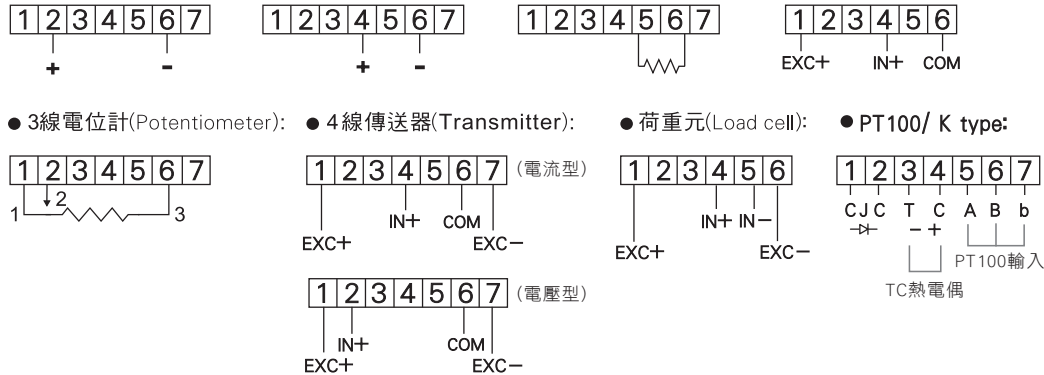 1 2 3 4 5 6 7
+ -
1 2 3 4 5 6 7
+ -
1 2 3 4 5 6 7
1 2 3 4 5 6
EXC+ IN+ COM
● 3線電位計(Potentiometer):
1 2 3 4 5 6 7
1 2 3
● 4線傳送器(Transmitter):
1 2 3 4 5 6 7 (電流型)
IN+ COM
EXC+ EXC−
1 2 3 4 5 6 7 (電壓型)
IN+ COM
EXC+ EXC−
● 荷重元(Load cell):
1 2 3 4 5 6
IN+ IN−
EXC+ EXC−
● PT100/ K type:
1 2 3 4 5 6 7
C J C T C A B b
− +
PT100輸入
TC熱電偶